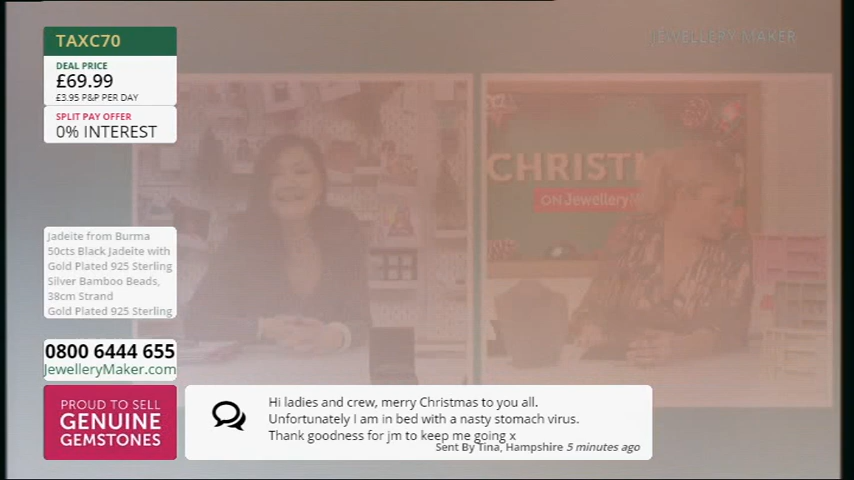 TAXC70
JEWELLERY MAKER
DEAL PRICE
£69.99
£3.95 P&P PER DAY
SPLIT PAY OFFER
0% INTEREST
CHRISTM
ON JewelleryM
Jadeite from Burma
50cts Black Jadeite with
Gold Plated 925 Sterling
Silver Bamboo Beads,
38cm Strand
Gold Plated 925 Sterling
0800 6444 655
JewelleryMaker.com
PROUD TO SELL
GENUINE
GEMSTONES
Hi ladies and crew, merry Christmas to you all.
Unfortunately I am in bed with a nasty stomach virus.
Thank goodness for jm to keep me going x
Sent By Tina, Hampshire 5 minutes ago